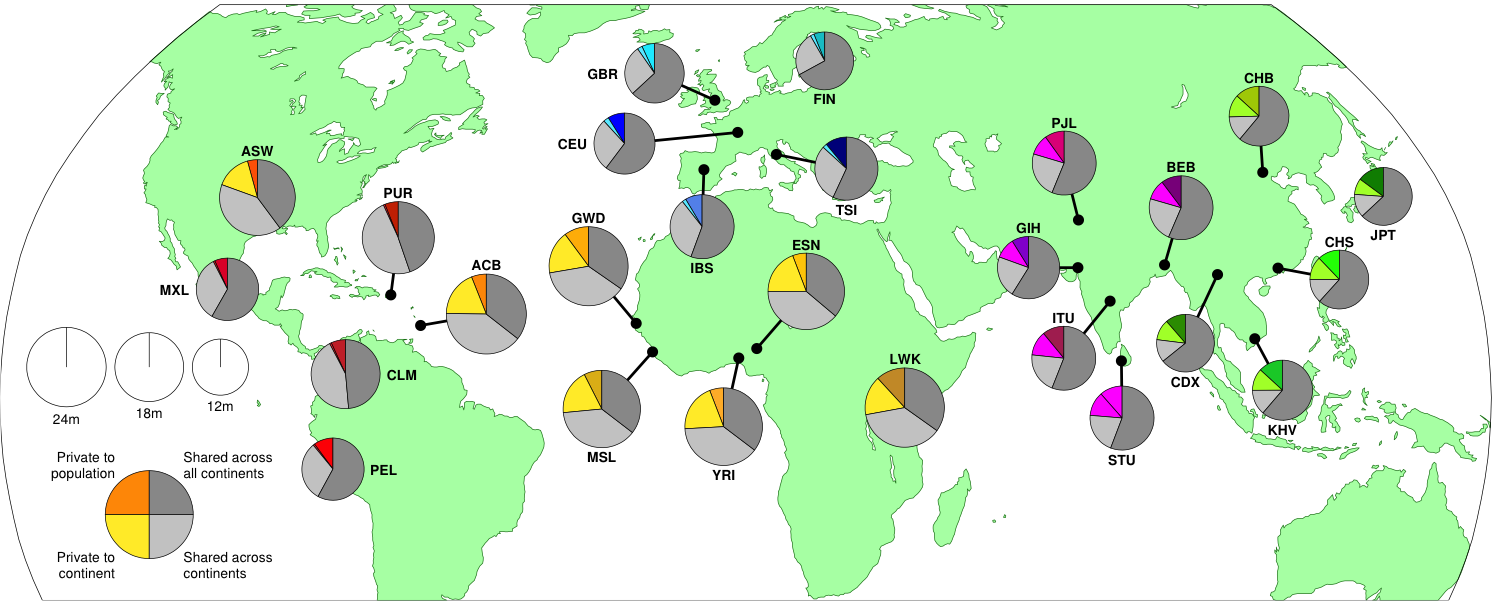 GBR
FIN
CHB
CEU
PJL
ASW
BEB
PUR
TSI
GWD
ESN
GIH
JPT
IBS
CHS
ACB
MXL
ITU
LWK
CLM
CDX
24m
18m
12m
KHV
MSL
YRI
STU
PEL
Private to
population
Shared across
all continents
Private to
continent
Shared across
continents